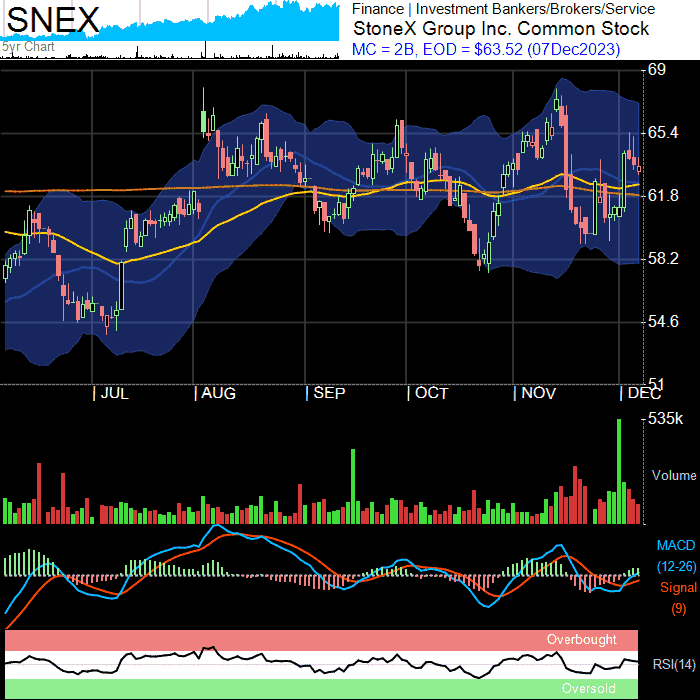 SNEX
5yr Chart
Finance | Investment Bankers/Brokers/Service
StoneX Group Inc. Common Stock
MC = 2B, EOD = $63.52 (07Dec2023)
69
65.4
61.8
58.2
54.6
51
JUL AUG SEP OCT NOV DEC
535k
Volume
MACD
(12-26)
Signal
(9)
Overbought
RSI(14)
Oversold